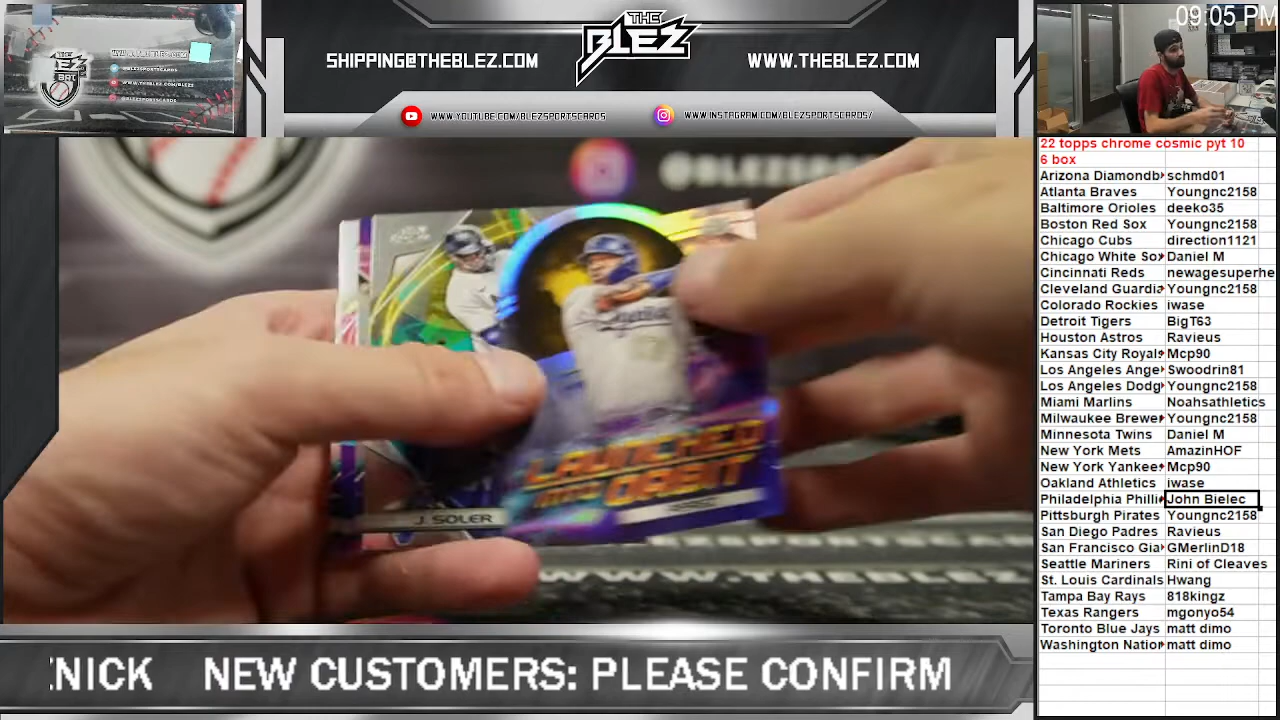 09:05 PM
THE
BLEZ
SHIPPING@THEBLEZ.COM
WWW.THEBLEZ.COM
WWW.YOUTUBE.COM/BLEZSPORTSCARDS
WWW.INSTAGRAM.COM/BLEZSPORTSCARDS/
@BLEZSPOR
LAUNCHED
INTO ORBIT
J. SOLER
WWW.
NICK NEW CUSTOMERS: PLEASE CONFIRM
22 topps chrome cosmic pyt 10
6 box
Arizona Diamondb schmd01
Atlanta Braves Youngnc2158
Baltimore Orioles deeko35
Boston Red Sox Youngnc2158
Chicago Cubs direction1121
Chicago White Sox Daniel M
Cincinnati Reds newagesuperhe
Cleveland Guardia Youngnc2158
Colorado Rockies iwase
Detroit Tigers BigT63
Houston Astros Ravieus
Kansas City Royals Mcp90
Los Angeles Ange Swoodrin81
Los Angeles Dodg Youngnc2158
Miami Marlins Noahsathletics
Milwaukee Brewe Youngnc2158
Minnesota Twins Daniel M
New York Mets AmazinHOF
New York Yankee Mcp90
Oakland Athletics iwase
Philadelphia Philli John Bielec
Pittsburgh Pirates Youngnc2158
San Diego Padres Ravieus
San Francisco Gia GMerlinD18
Seattle Mariners Rini of Cleaves
St. Louis Cardinals Hwang
Tampa Bay Rays 818kingz
Texas Rangers mgonyo54
Toronto Blue Jays matt dimo
Washington Nation matt dimo